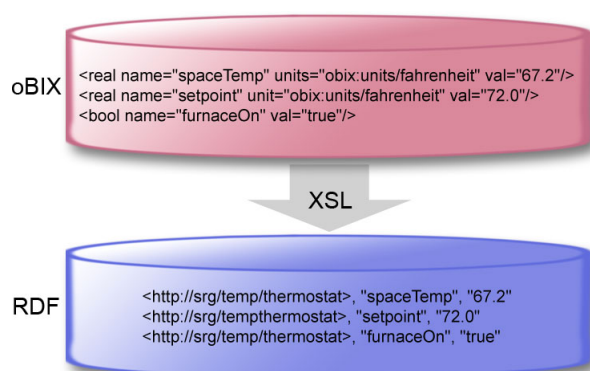 oBIX
<real name="spaceTemp" units="obix:units/fahrenheit" val="67.2"/>
<real name="setpoint" unit="obix:units/fahrenheit" val="72.0"/>
<bool name="furnaceOn" val="true"/>
XSL
RDF
<http://srg/temp/thermostat>, "spaceTemp", "67.2"
<http://srg/tempthermostat>, "setpoint", "72.0"
<http://srg/temp/thermostat>, "furnaceOn", "true"